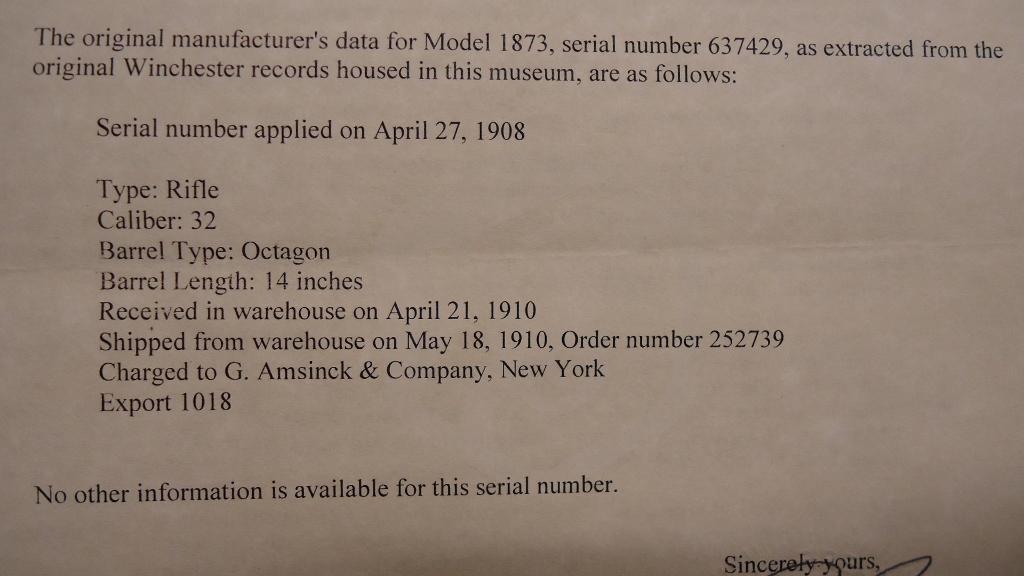 The original manufacturer's data for Model 1873, serial number 637429, as extracted from the
original Winchester records housed in this museum, are as follows:
Serial number applied on April 27, 1908
Type: Rifle
Caliber: 32
Barrel Type: Octagon
Barrel Length: 14 inches
Received in warehouse on April 21, 1910
Shipped from warehouse on May 18, 1910, Order number 252739
Charged to G. Amsinck & Company, New York
Export 1018
No other information is available for this serial number.
Sincerely yours,